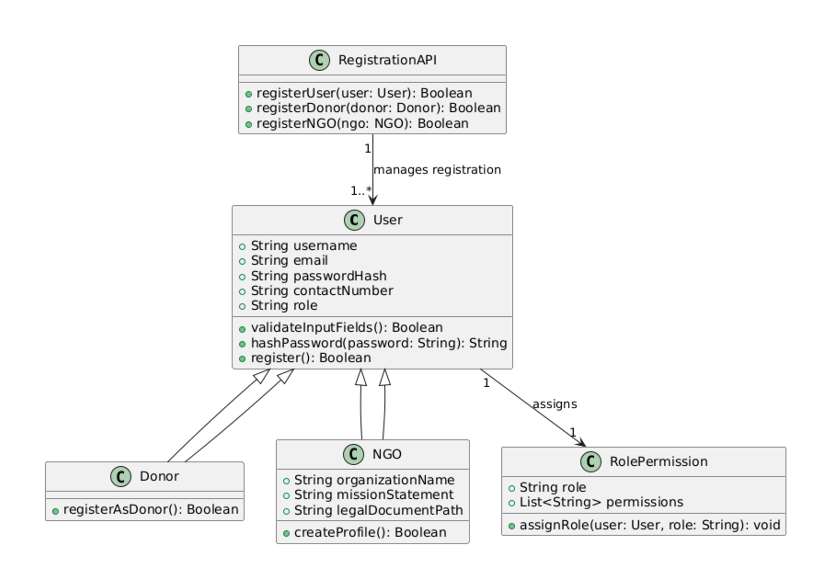 C RegistrationAPI
registerUser(user: User): Boolean
registerDonor(donor: Donor): Boolean
registerNGO(ngo: NGO): Boolean
1
manages registration
1..*
C User
String username
String email
String passwordHash
String contactNumber
String role
validateInputFields(): Boolean
hashPassword(password: String): String
register(): Boolean
1
assigns
1
C Donor
registerAsDonor(): Boolean
C NGO
String organizationName
String missionStatement
String legalDocumentPath
createProfile(): Boolean
C RolePermission
String role
List<String> permissions
assignRole(user: User, role: String): void